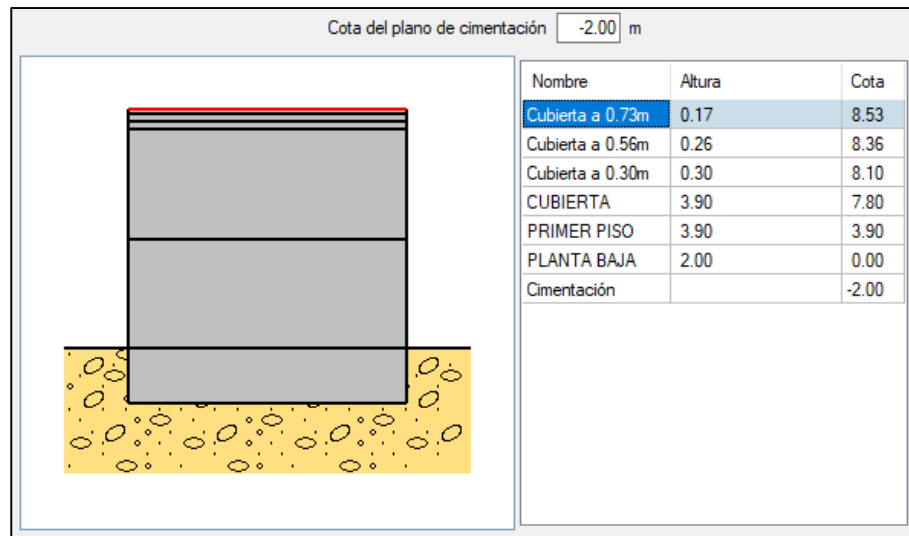 Cota del plano de cimentación -2.00 m
Nombre Altura Cota
Cubierta a 0.73m 0.17 8.53
Cubierta a 0.56m 0.26 8.36
Cubierta a 0.30m 0.30 8.10
CUBIERTA 3.90 7.80
PRIMER PISO 3.90 3.90
PLANTA BAJA 2.00 0.00
Cimentación -2.00